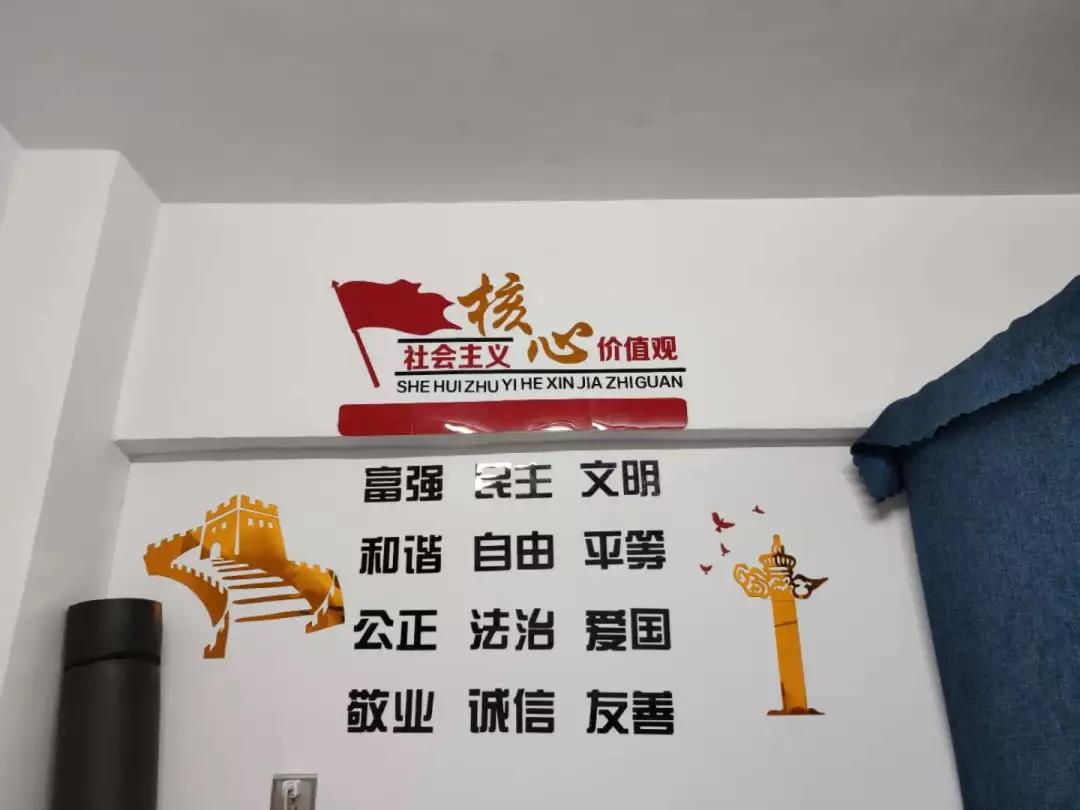 社会主义核心价值观
SHE HUI ZHU YI HE XIN JIA ZHI GUAN
富强 民主 文明
和谐 自由 平等
公正 法治 爱国
敬业 诚信 友善